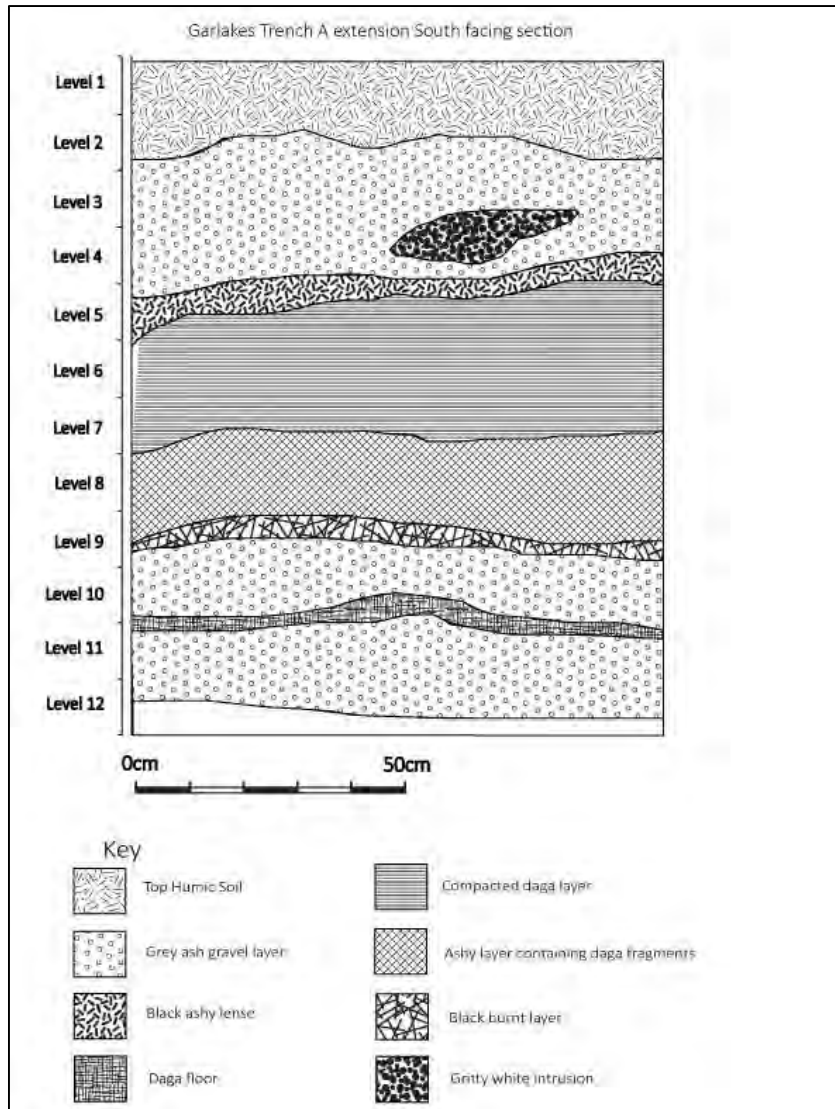 Garlakes Trench A extension South facing section
Level 1
Level 2
Level 3
Level 4
Level 5
Level 6
Level 7
Level 8
Level 9
Level 10
Level 11
Level 12
0cm 50cm
Key
Top Humic Soil
Compacted daga layer
Grey ash gravel layer
Ashy layer containing daga fragments
Black ashy lense
Black burnt layer
Daga floor
Gritty white intrusion